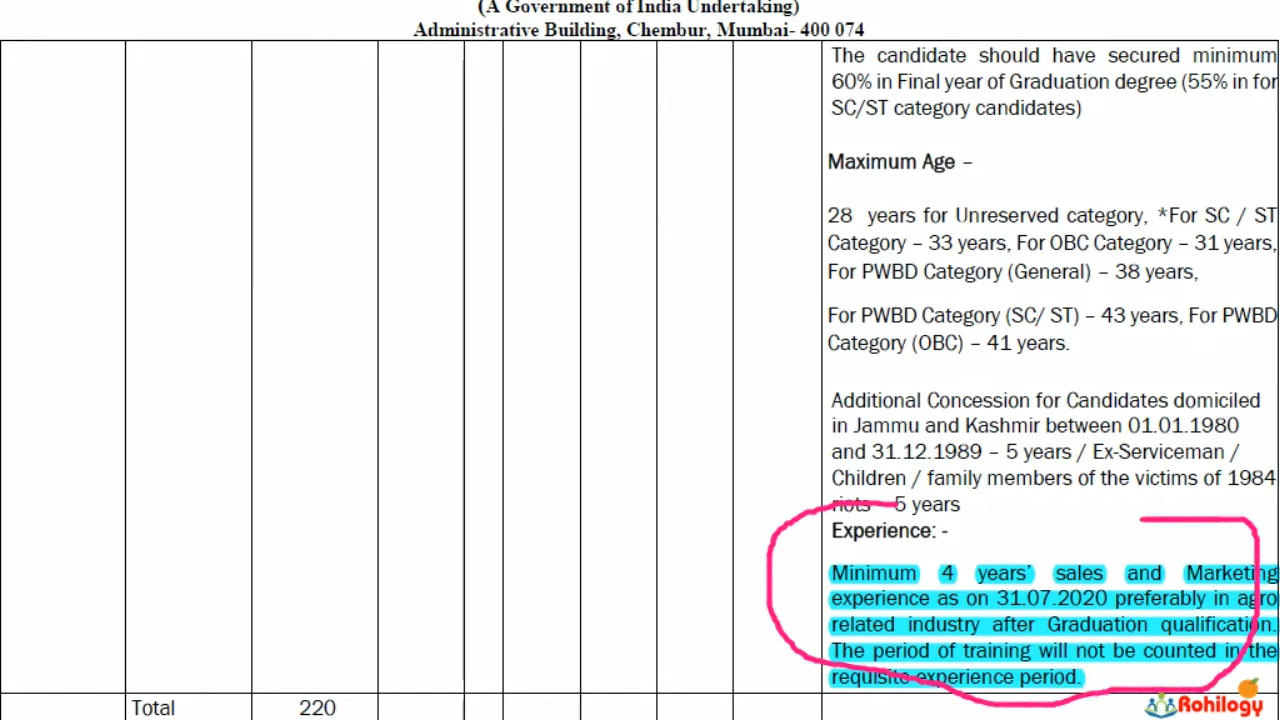 (A Government of India Undertaking)
Administrative Building, Chembur, Mumbai- 400 074
The candidate should have secured minimum
60% in Final year of Graduation degree (55% in for
SC/ST category candidates)
Maximum Age –
28 years for Unreserved category, *For SC / ST
Category – 33 years, For OBC Category – 31 years,
For PWBD Category (General) – 38 years,
For PWBD Category (SC/ ST) – 43 years, For PWBD
Category (OBC) – 41 years.
Additional Concession for Candidates domiciled
in Jammu and Kashmir between 01.01.1980
and 31.12.1989 – 5 years / Ex-Serviceman /
Children / family members of the victims of 1984
riots – 5 years
Experience: -
Minimum 4 years’ sales and Marketing
experience as on 31.07.2020 preferably in agro
related industry after Graduation qualification.
The period of training will not be counted in the
requisite experience period.
Total 220
Rohilogy